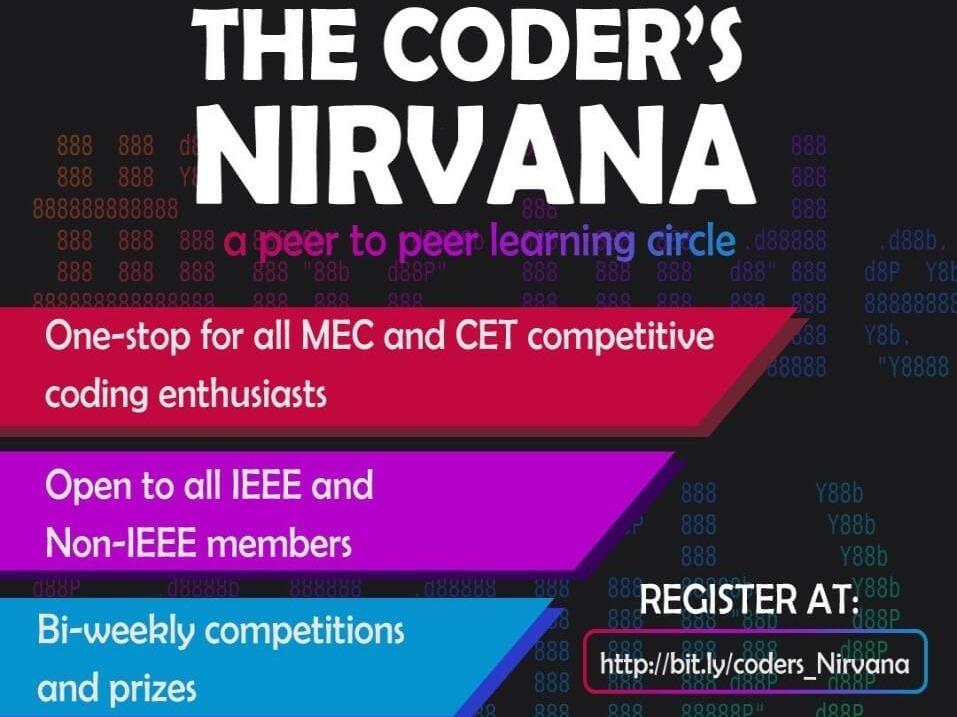 THE CODER'S
NIRVANA
a peer to peer learning circle
One-stop for all MEC and CET competitive
coding enthusiasts
Open to all IEEE and
Non-IEEE members
Bi-weekly competitions
and prizes
REGISTER AT:
http://bit.ly/coders_Nirvana